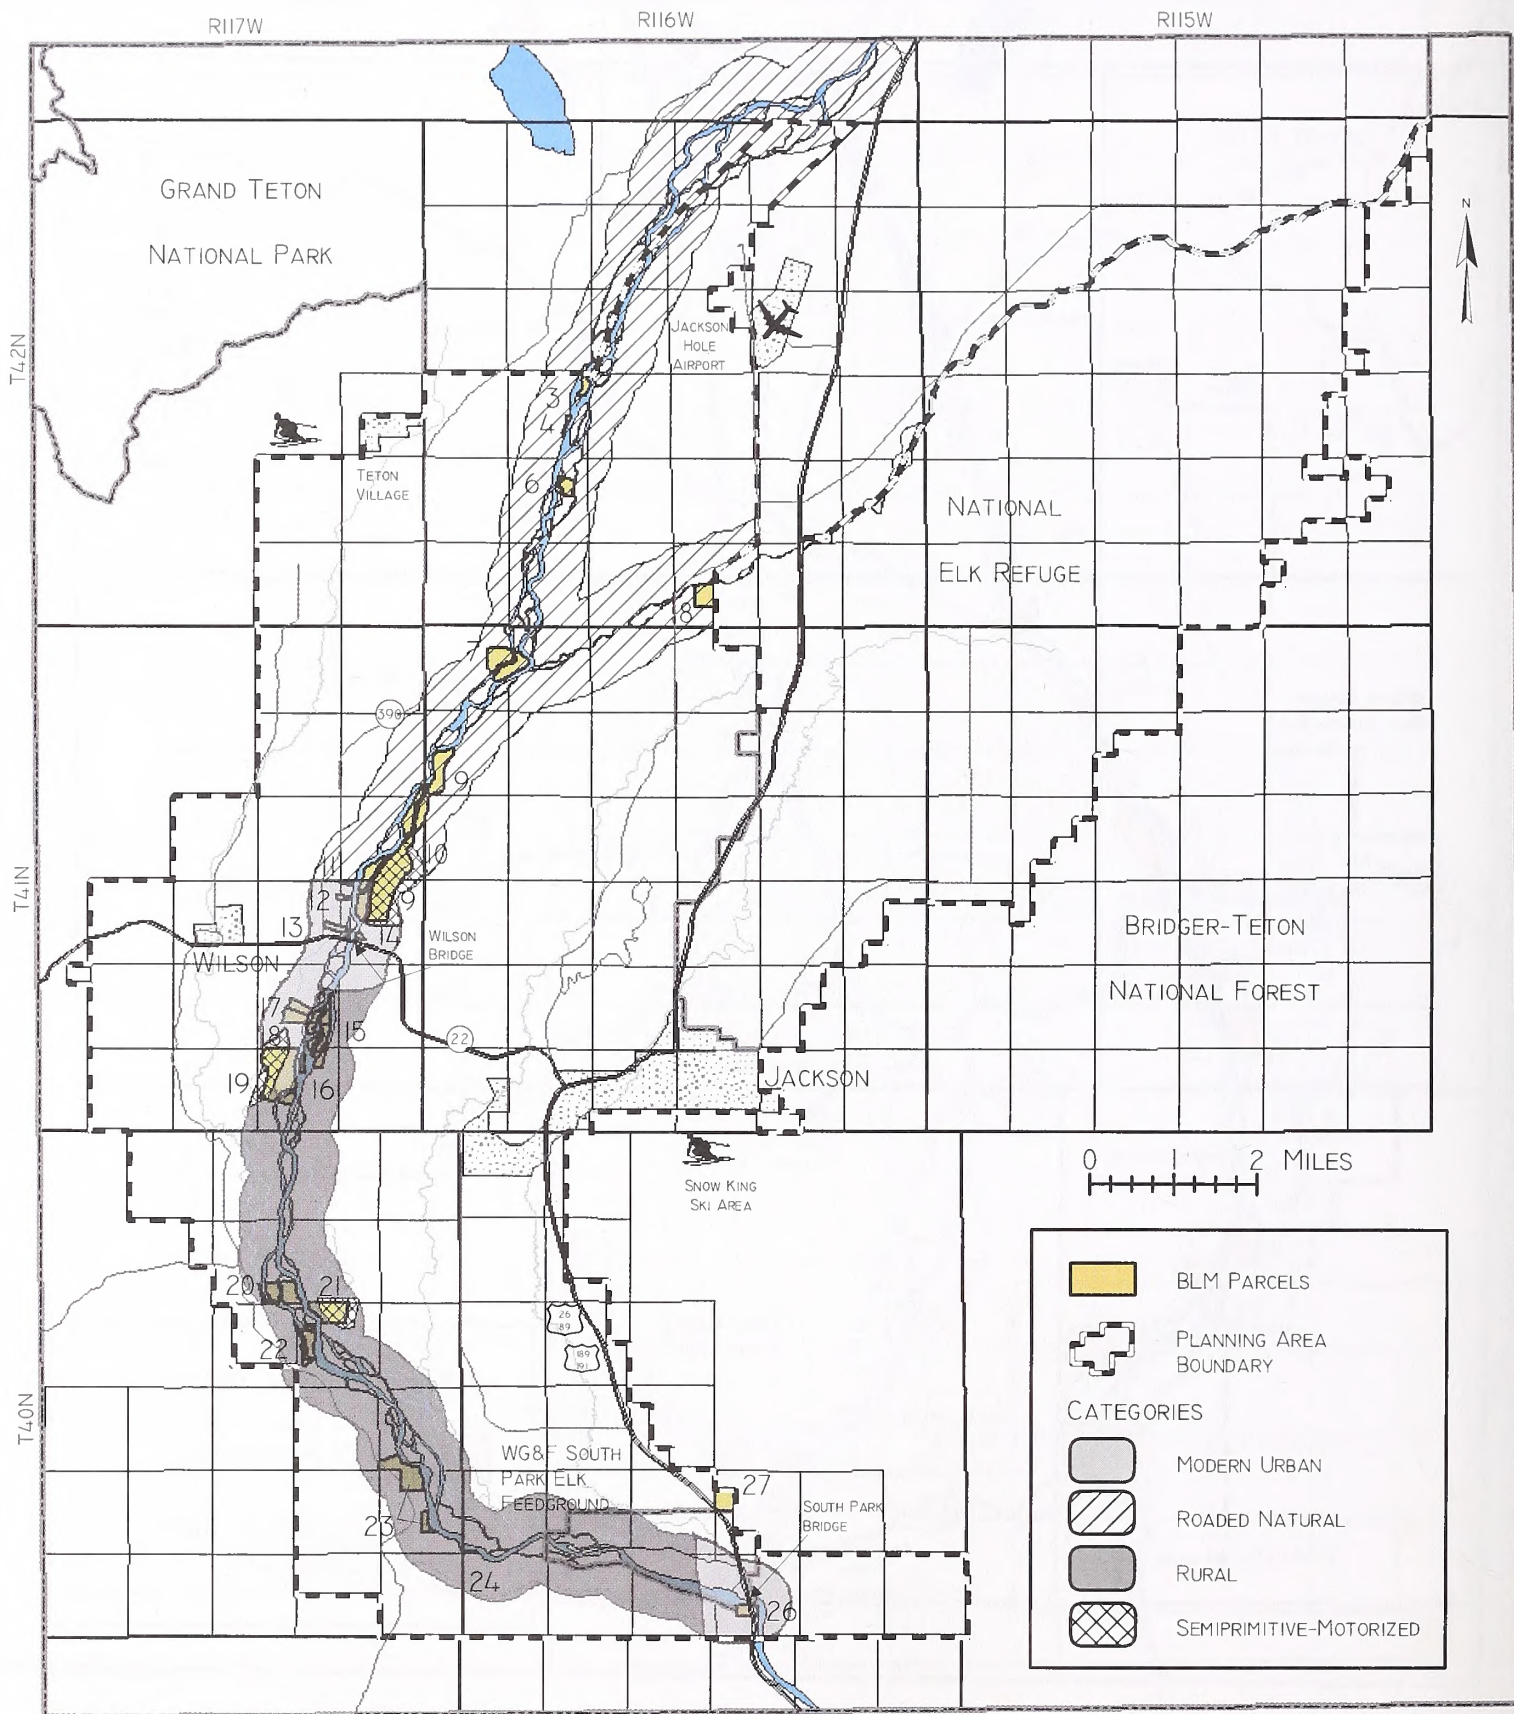 R117W
R116W
R115W
GRAND TETON
NATIONAL PARK
N
T42N
JACKSON
HOLE
AIRPORT
3
4
TETON
VILLAGE
6
NATIONAL
ELK REFUGE
8
7
390
9
10
11
T41N
12
9
13
14
WILSON
BRIDGE
BRIDGER-TETON
WILSON
NATIONAL FOREST
17
15
18
22
19
16
JACKSON
0 1 2 MILES
SNOW KING
SKI AREA
20
21
26
89
22
189
191
BLM PARCELS
PLANNING AREA
BOUNDARY
T40N
CATEGORIES
WG&F SOUTH
PARK ELK
FEEDGROUND
MODERN URBAN
27
SOUTH PARK
BRIDGE
23
ROADED NATURAL
24
RURAL
26
SEMIPRIMITIVE-MOTORIZED